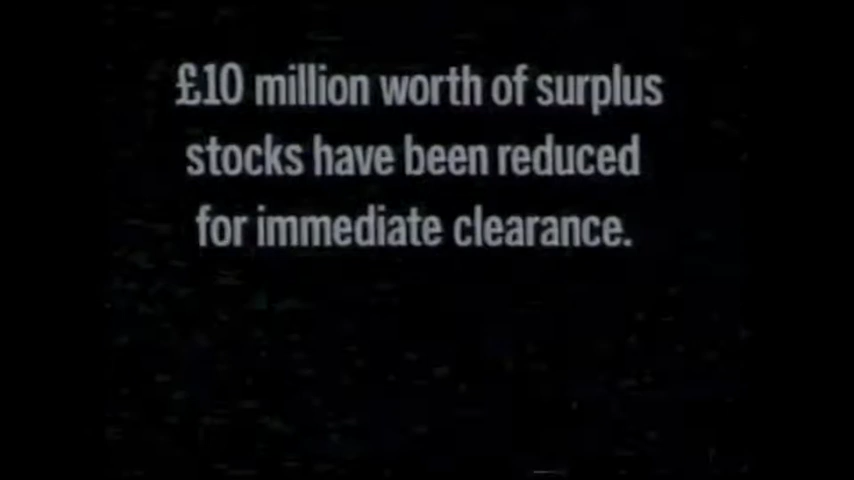 £10 million worth of surplus
stocks have been reduced
for immediate clearance.